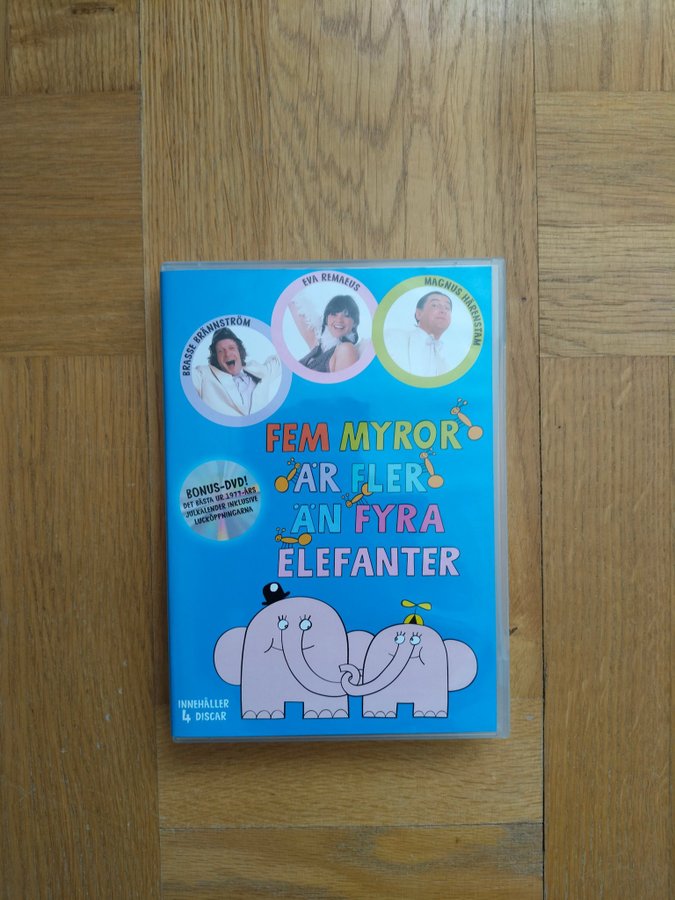 BRASSE BRÄNNSTRÖM
EVA REMAEUS
MAGNUS HÄRENSTAM
FEM MYROR
ÄR FLER
ÄN FYRA
ELEFANTER
BONUS-DVD!
DET BÄSTA UR 1977-ÅRS
JULKALENDER INKLUSIVE
LUCKÖPPNINGARNA
INNEHÅLLER
4 DISCAR